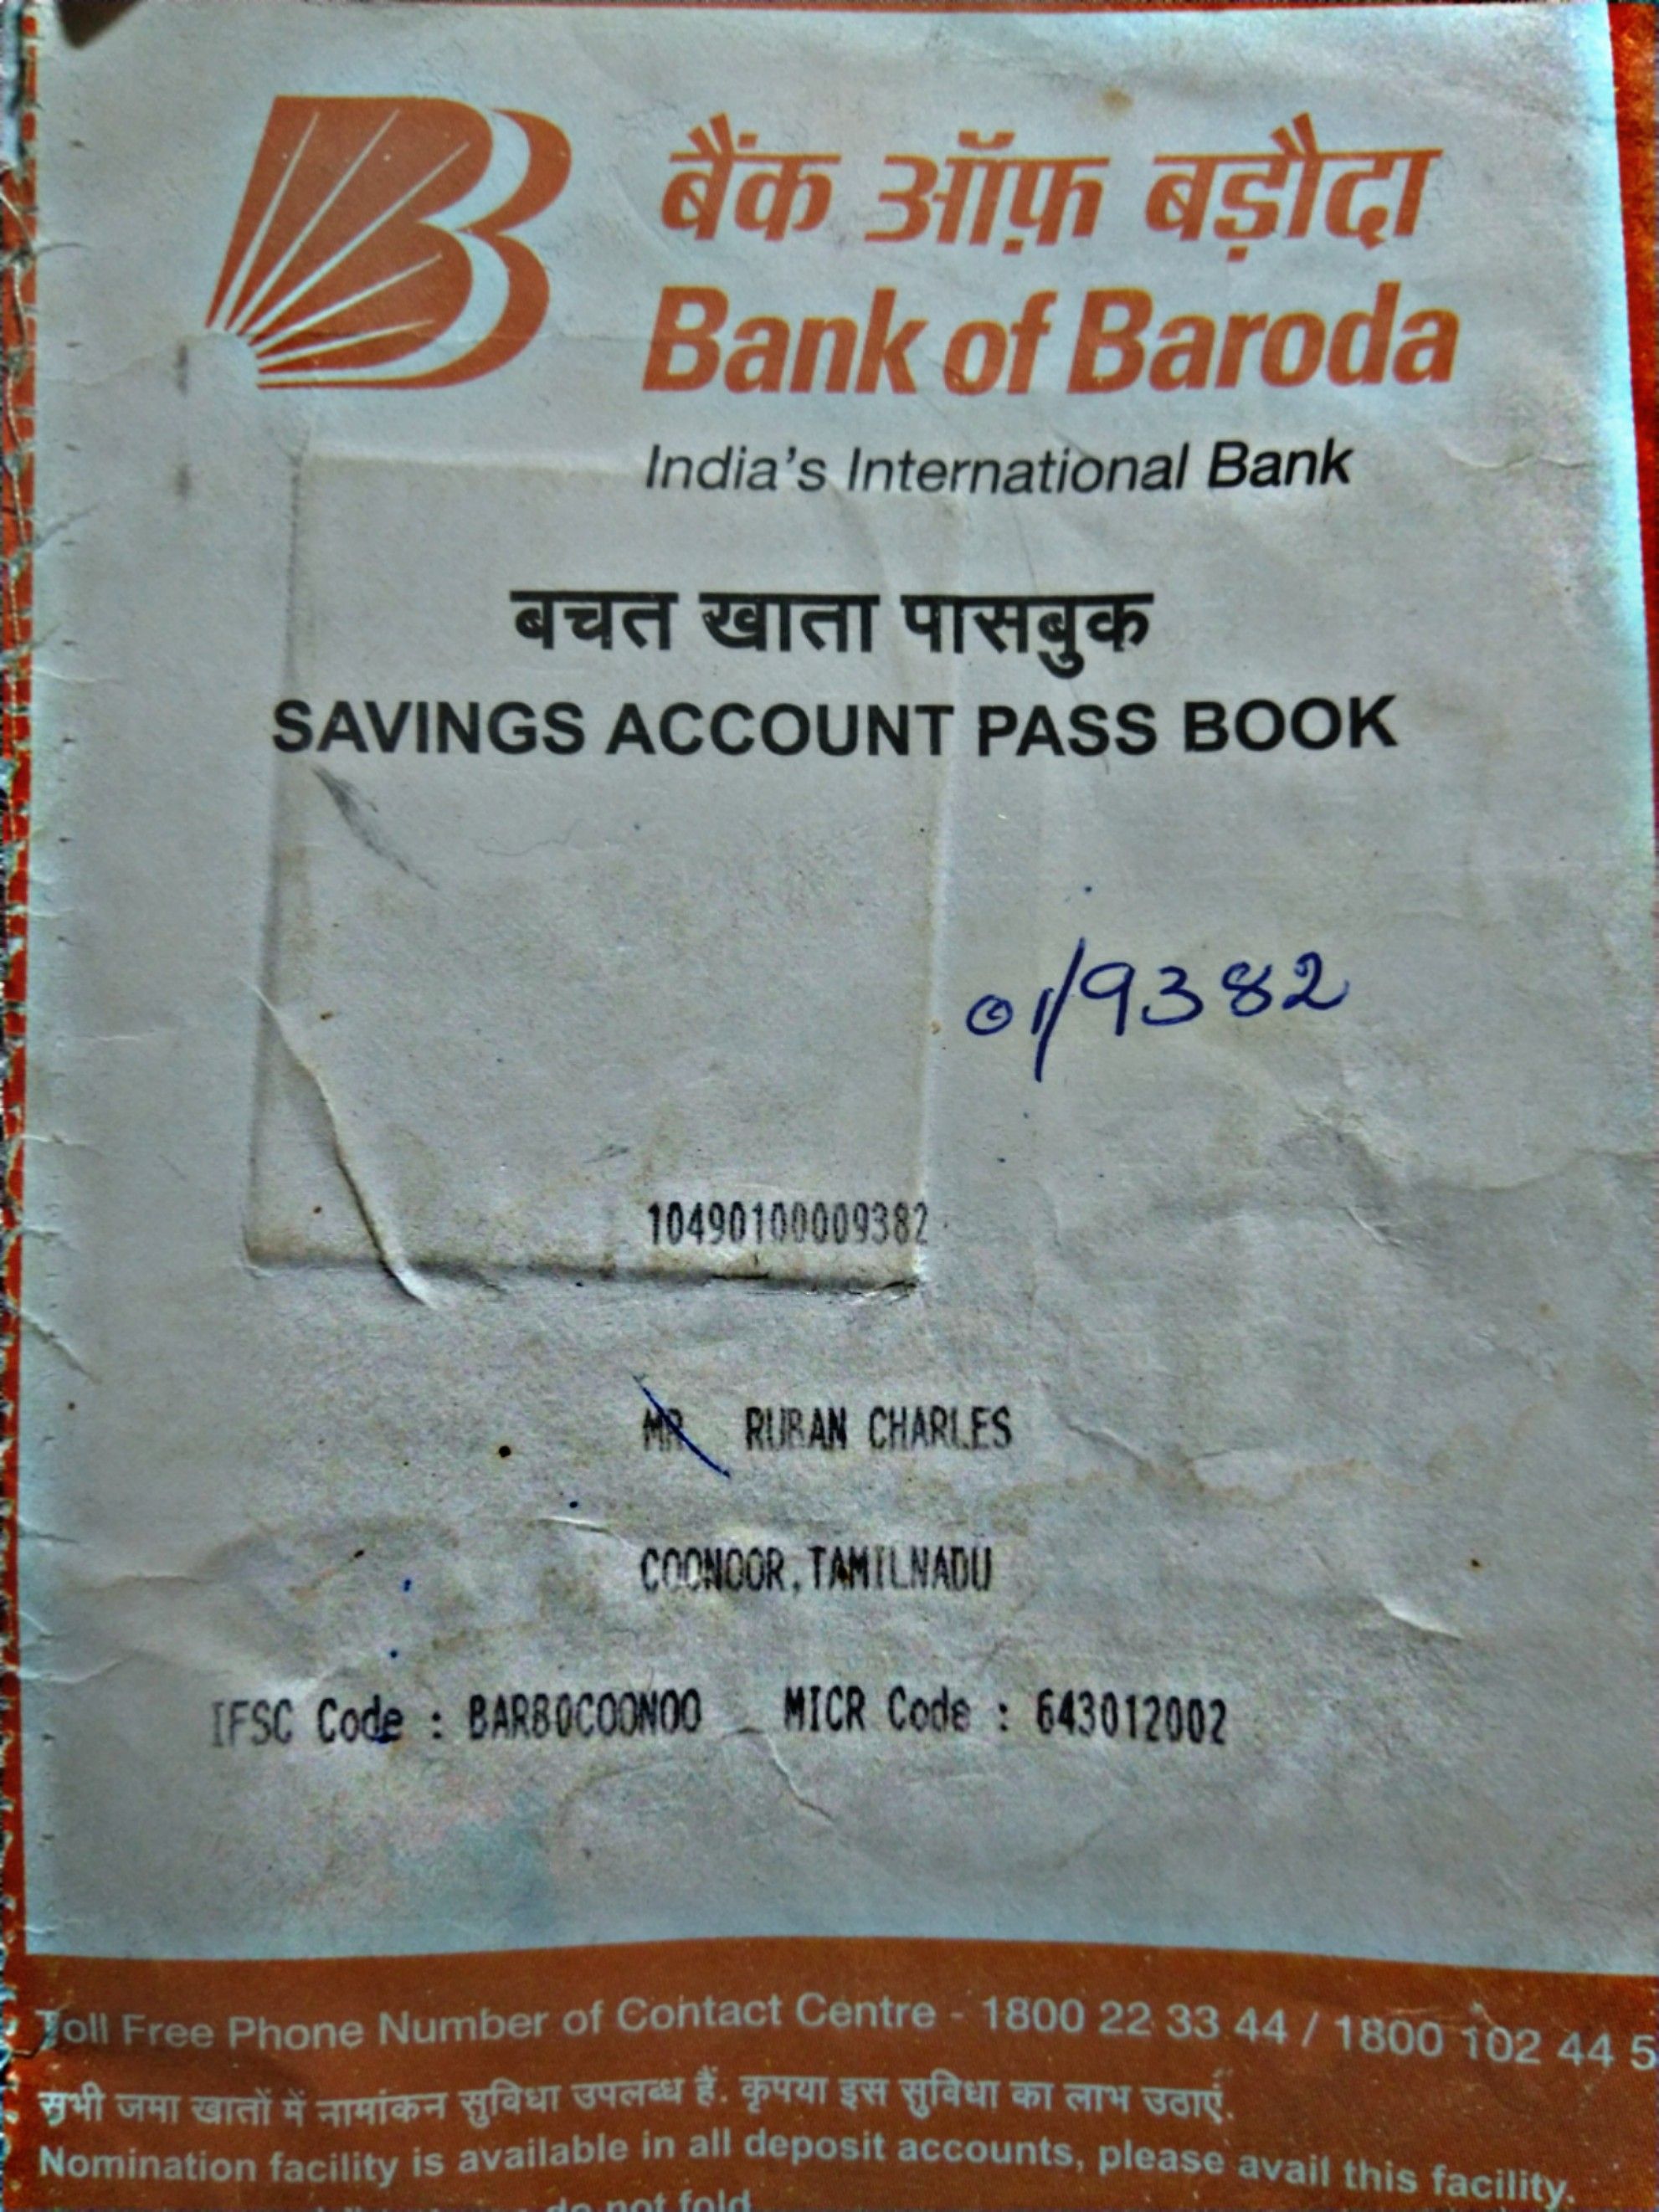 बैंक ऑफ़ बड़ौदा
Bank of Baroda
India's International Bank
बचत खाता पासबुक
SAVINGS ACCOUNT PASS BOOK
01/9382
10490100009382
MR RUBAN CHARLES
COONOOR, TAMILNADU
IFSC Code : BARB0COONOO MICR Code : 643012002
Toll Free Phone Number of Contact Centre - 1800 22 33 44 / 1800 102 44 5
सभी जमा खातों में नामांकन सुविधा उपलब्ध हैं. कृपया इस सुविधा का लाभ उठाएं.
Nomination facility is available in all deposit accounts, please avail this facility.
do not fold